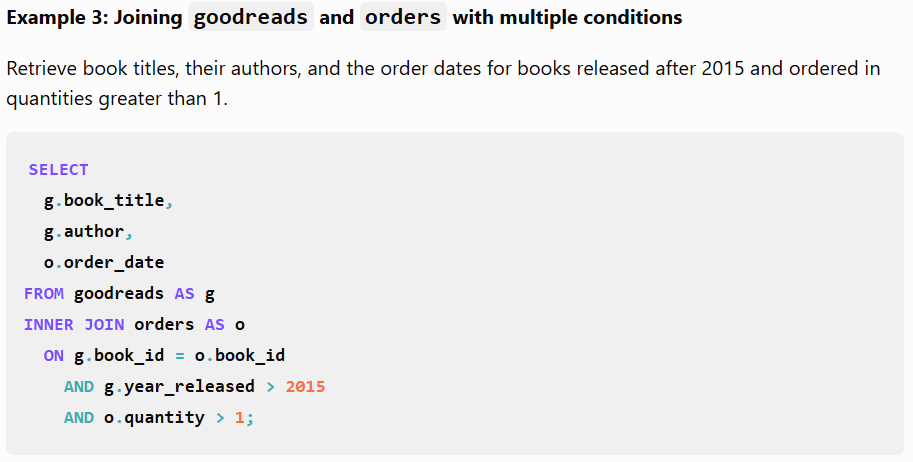 Example 3: Joining goodreads and orders with multiple conditions
Retrieve book titles, their authors, and the order dates for books released after 2015 and ordered in
quantities greater than 1.
SELECT
g.book_title,
g.author,
o.order_date
FROM goodreads AS g
INNER JOIN orders AS o
ON g.book_id = o.book_id
AND g.year_released > 2015
AND o.quantity > 1;